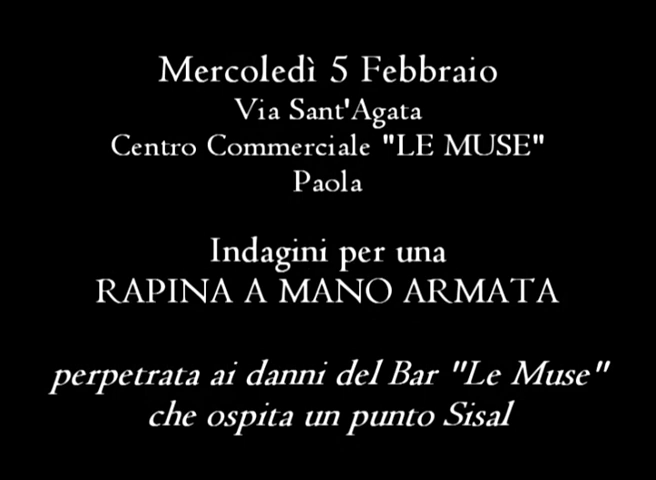 Mercoledì 5 Febbraio
Via Sant'Agata
Centro Commerciale "LE MUSE"
Paola
Indagini per una
RAPINA A MANO ARMATA
perpetrata ai danni del Bar "Le Muse"
che ospita un punto Sisal